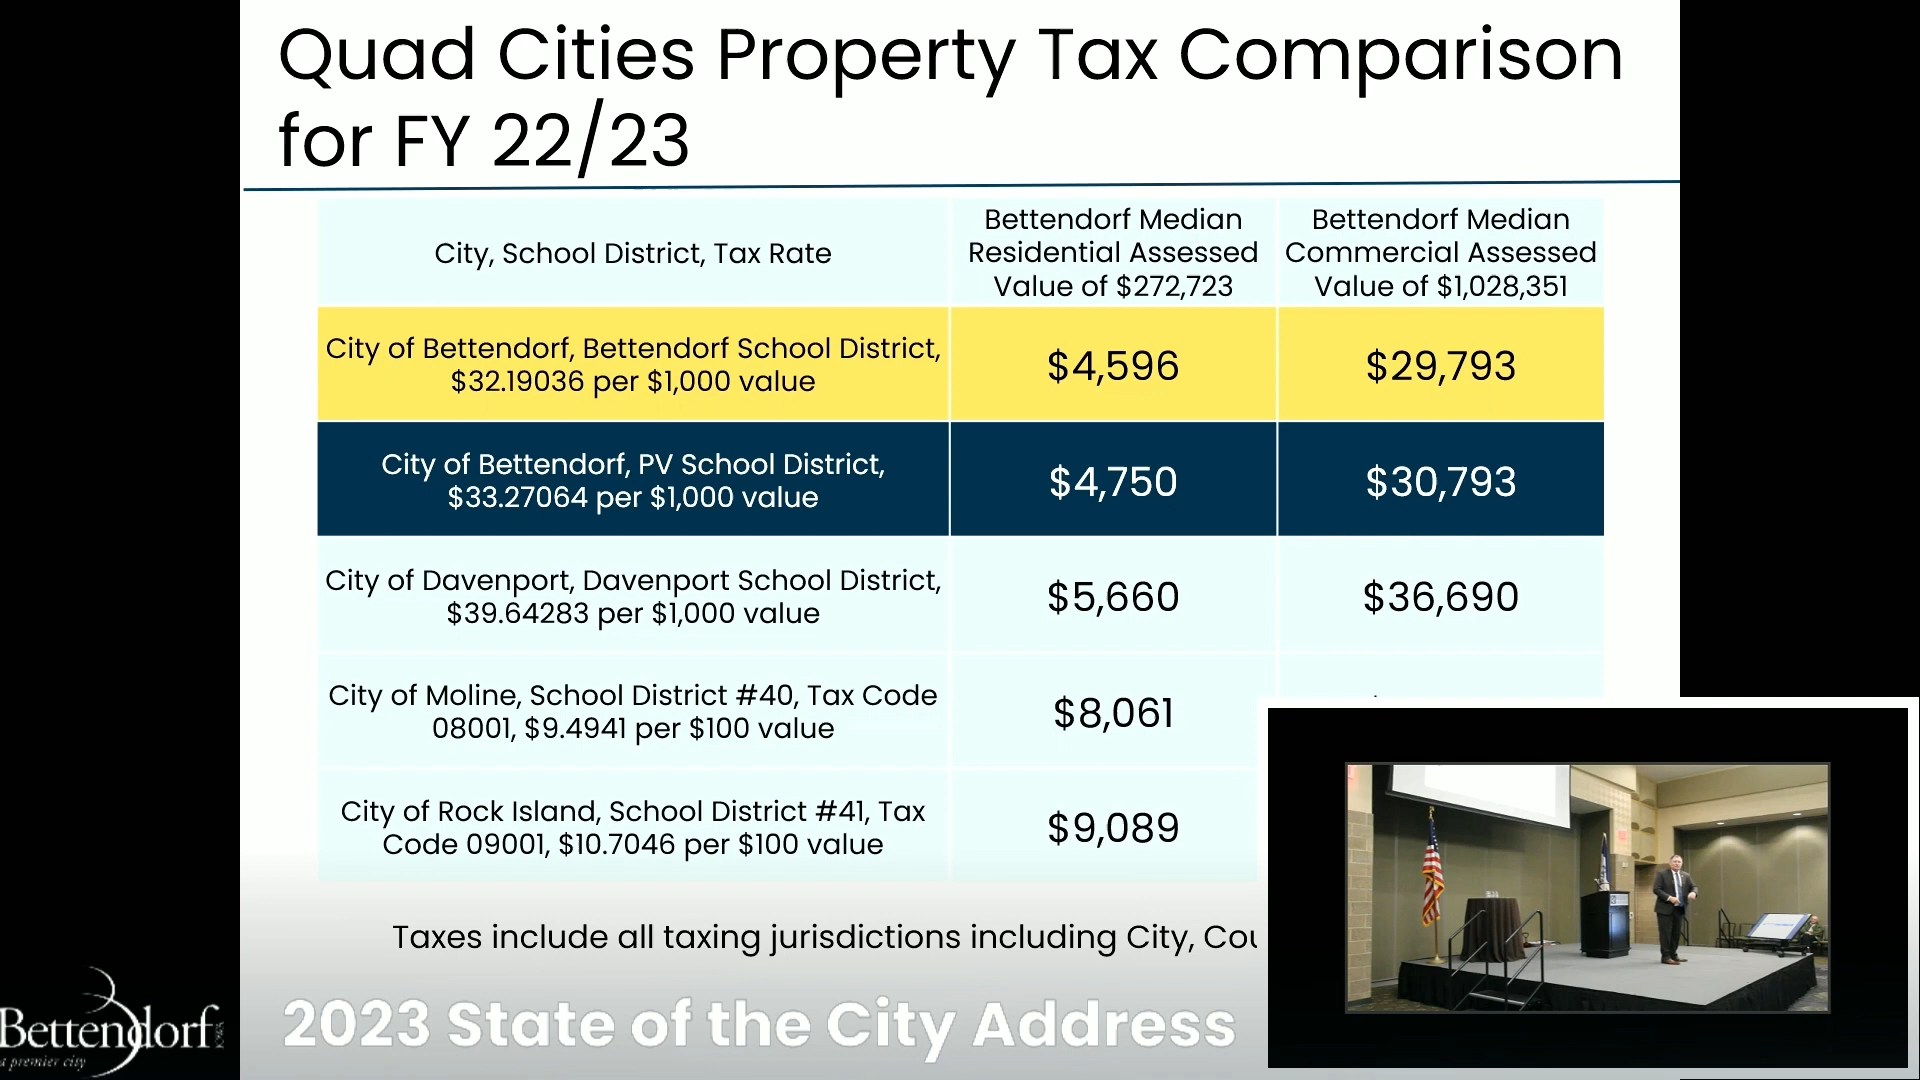 Quad Cities Property Tax Comparison
for FY 22/23
City, School District, Tax Rate
Bettendorf Median
Residential Assessed
Value of $272,723
Bettendorf Median
Commercial Assessed
Value of $1,028,351
City of Bettendorf, Bettendorf School District,
$32.19036 per $1,000 value
$4,596
$29,793
City of Bettendorf, PV School District,
$33.27064 per $1,000 value
$4,750
$30,793
City of Davenport, Davenport School District,
$39.64283 per $1,000 value
$5,660
$36,690
City of Moline, School District #40, Tax Code
08001, $9.4941 per $100 value
$8,061
City of Rock Island, School District #41, Tax
Code 09001, $10.7046 per $100 value
$9,089
Taxes include all taxing jurisdictions including City,
2023 State of the City Address
Bettendorf
a premier city